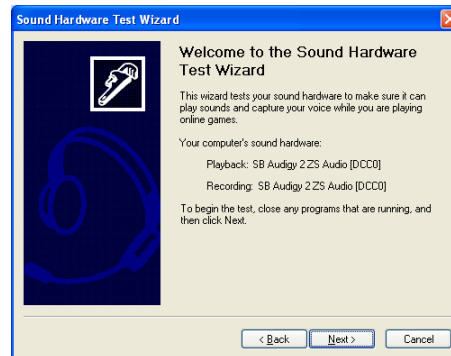 Sound Hardware Test Wizard
Welcome to the Sound Hardware
Test Wizard
This wizard tests your sound hardware to make sure it can
play sounds and capture your voice while you are playing
online games.
Your computer's sound hardware:
Playback: SB Audigy 2 ZS Audio [DCC0]
Recording: SB Audigy 2 ZS Audio [DCC0]
To begin the test, close any programs that are running, and
then click Next.
< Back Next > Cancel